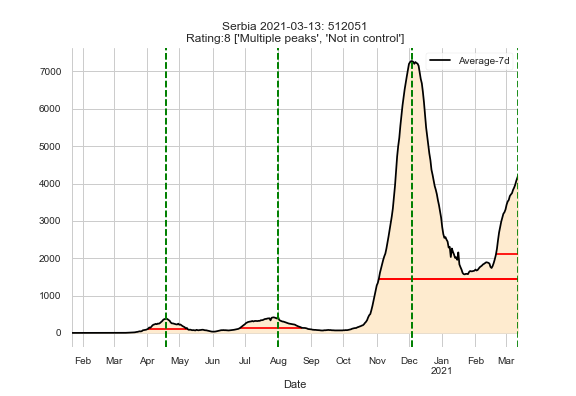 Serbia 2021-03-13: 512051
Rating:8 ['Multiple peaks', 'Not in control']
Average-7d
7000
6000
5000
4000
3000
2000
1000
0
Feb Mar Apr May Jun Jul Aug Sep Oct Nov Dec Jan Feb Mar
2021
Date